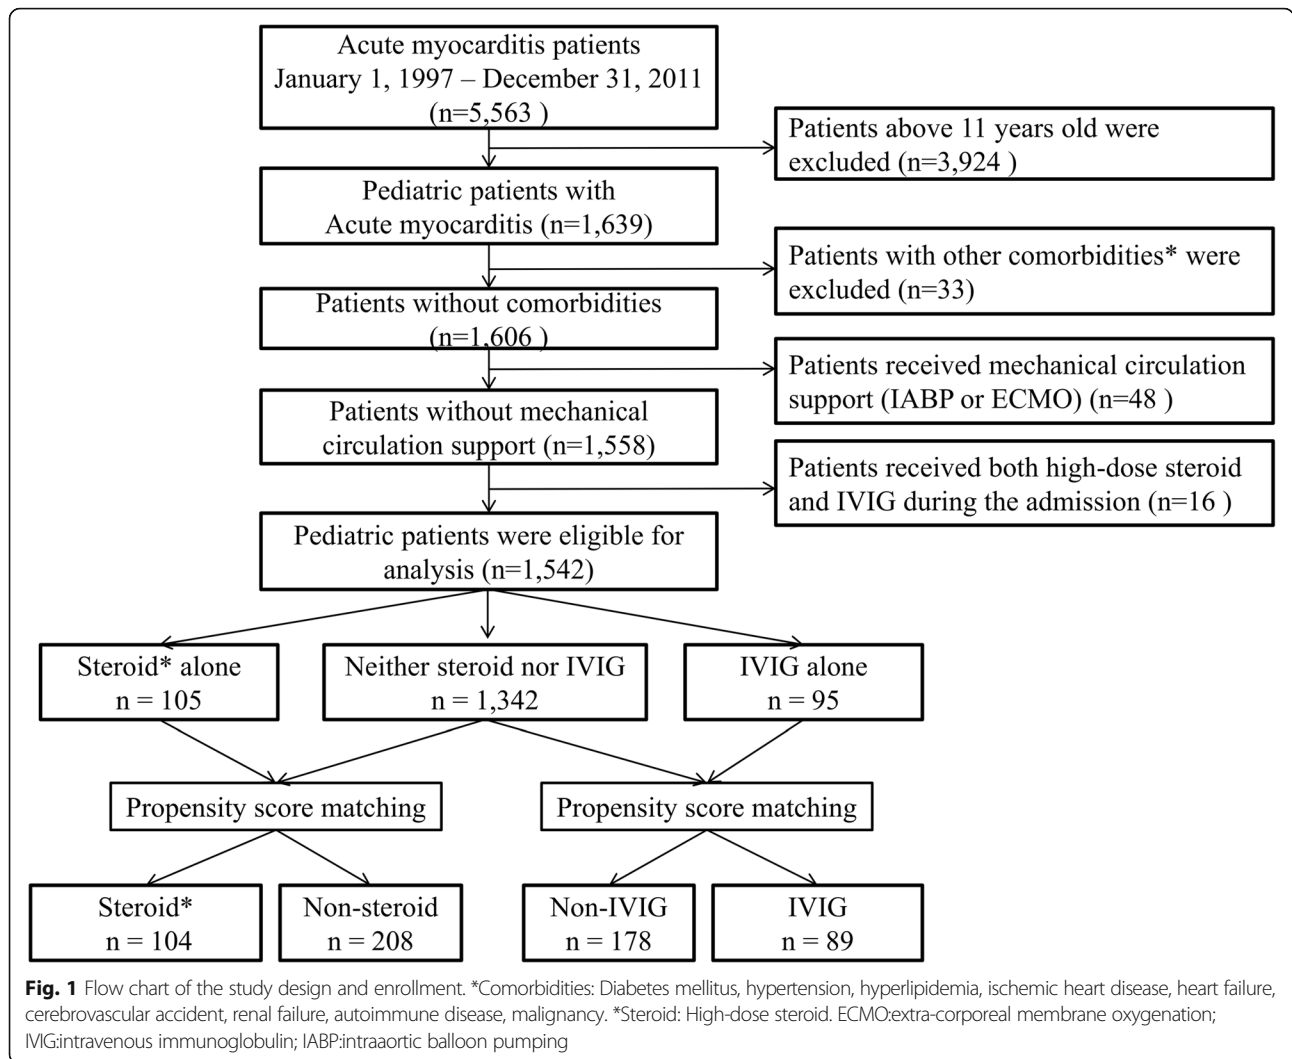 Acute myocarditis patients
January 1, 1997 – December 31, 2011
(n=5,563 )
Patients above 11 years old were
excluded (n=3,924 )
Pediatric patients with
Acute myocarditis (n=1,639)
Patients with other comorbidities* were
excluded (n=33)
Patients without comorbidities
(n=1,606 )
Patients received mechanical circulation
support (IABP or ECMO) (n=48 )
Patients without mechanical
circulation support (n=1,558)
Patients received both high-dose steroid
and IVIG during the admission (n=16 )
Pediatric patients were eligible for
analysis (n=1,542)
Steroid* alone
n = 105
Neither steroid nor IVIG
n = 1,342
IVIG alone
n = 95
Propensity score matching
Propensity score matching
Steroid*
n = 104
Non-steroid
n = 208
Non-IVIG
n = 178
IVIG
n = 89
Fig. 1 Flow chart of the study design and enrollment. *Comorbidities: Diabetes mellitus, hypertension, hyperlipidemia, ischemic heart disease, heart failure,
cerebrovascular accident, renal failure, autoimmune disease, malignancy. *Steroid: High-dose steroid. ECMO:extra-corporeal membrane oxygenation;
IVIG:intravenous immunoglobulin; IABP:intraaortic balloon pumping